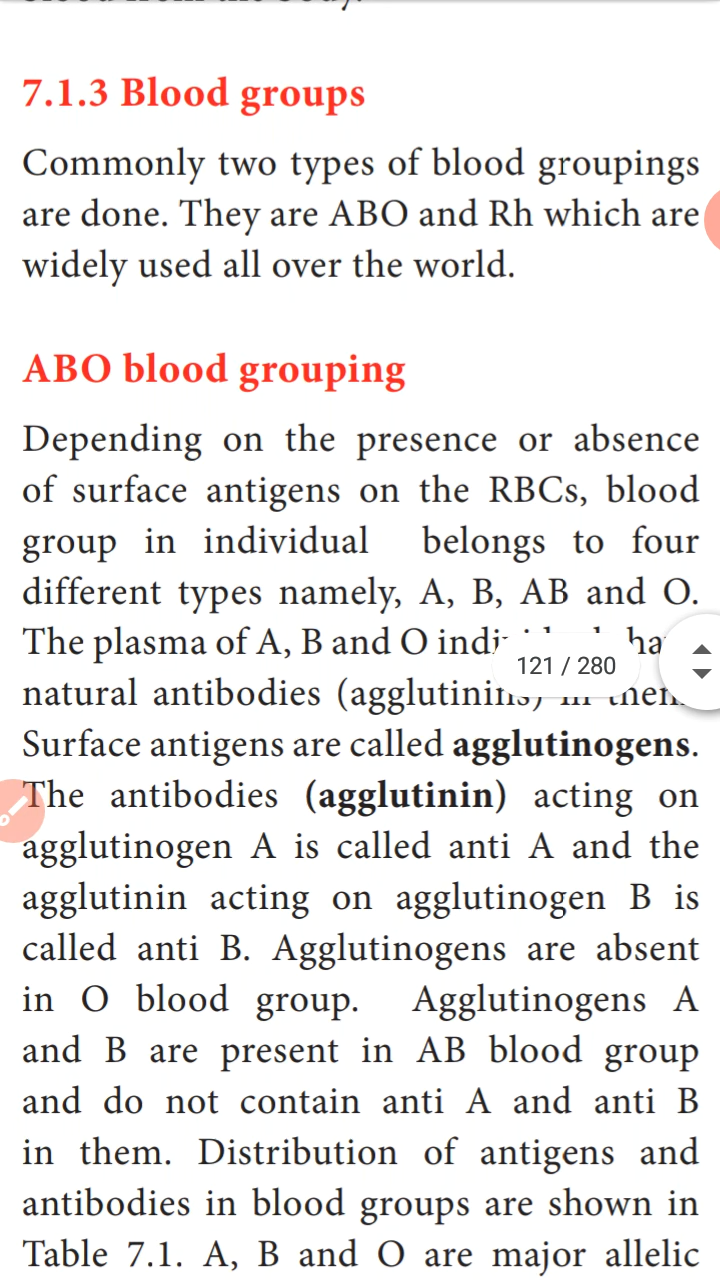 7.1.3 Blood groups
Commonly two types of blood groupings
are done. They are ABO and Rh which are
widely used all over the world.
ABO blood grouping
Depending on the presence or absence
of surface antigens on the RBCs, blood
group in individual belongs to four
different types namely, A, B, AB and O.
The plasma of A, B and O
121 / 280
natural antibodies (agglutinins) in
Surface antigens are called agglutinogens.
The antibodies (agglutinin) acting on
agglutinogen A is called anti A and the
agglutinin acting on agglutinogen B is
called anti B. Agglutinogens are absent
in O blood group. Agglutinogens A
and B are present in AB blood group
and do not contain anti A and anti B
in them. Distribution of antigens and
antibodies in blood groups are shown in
Table 7.1. A, B and O are major allelic